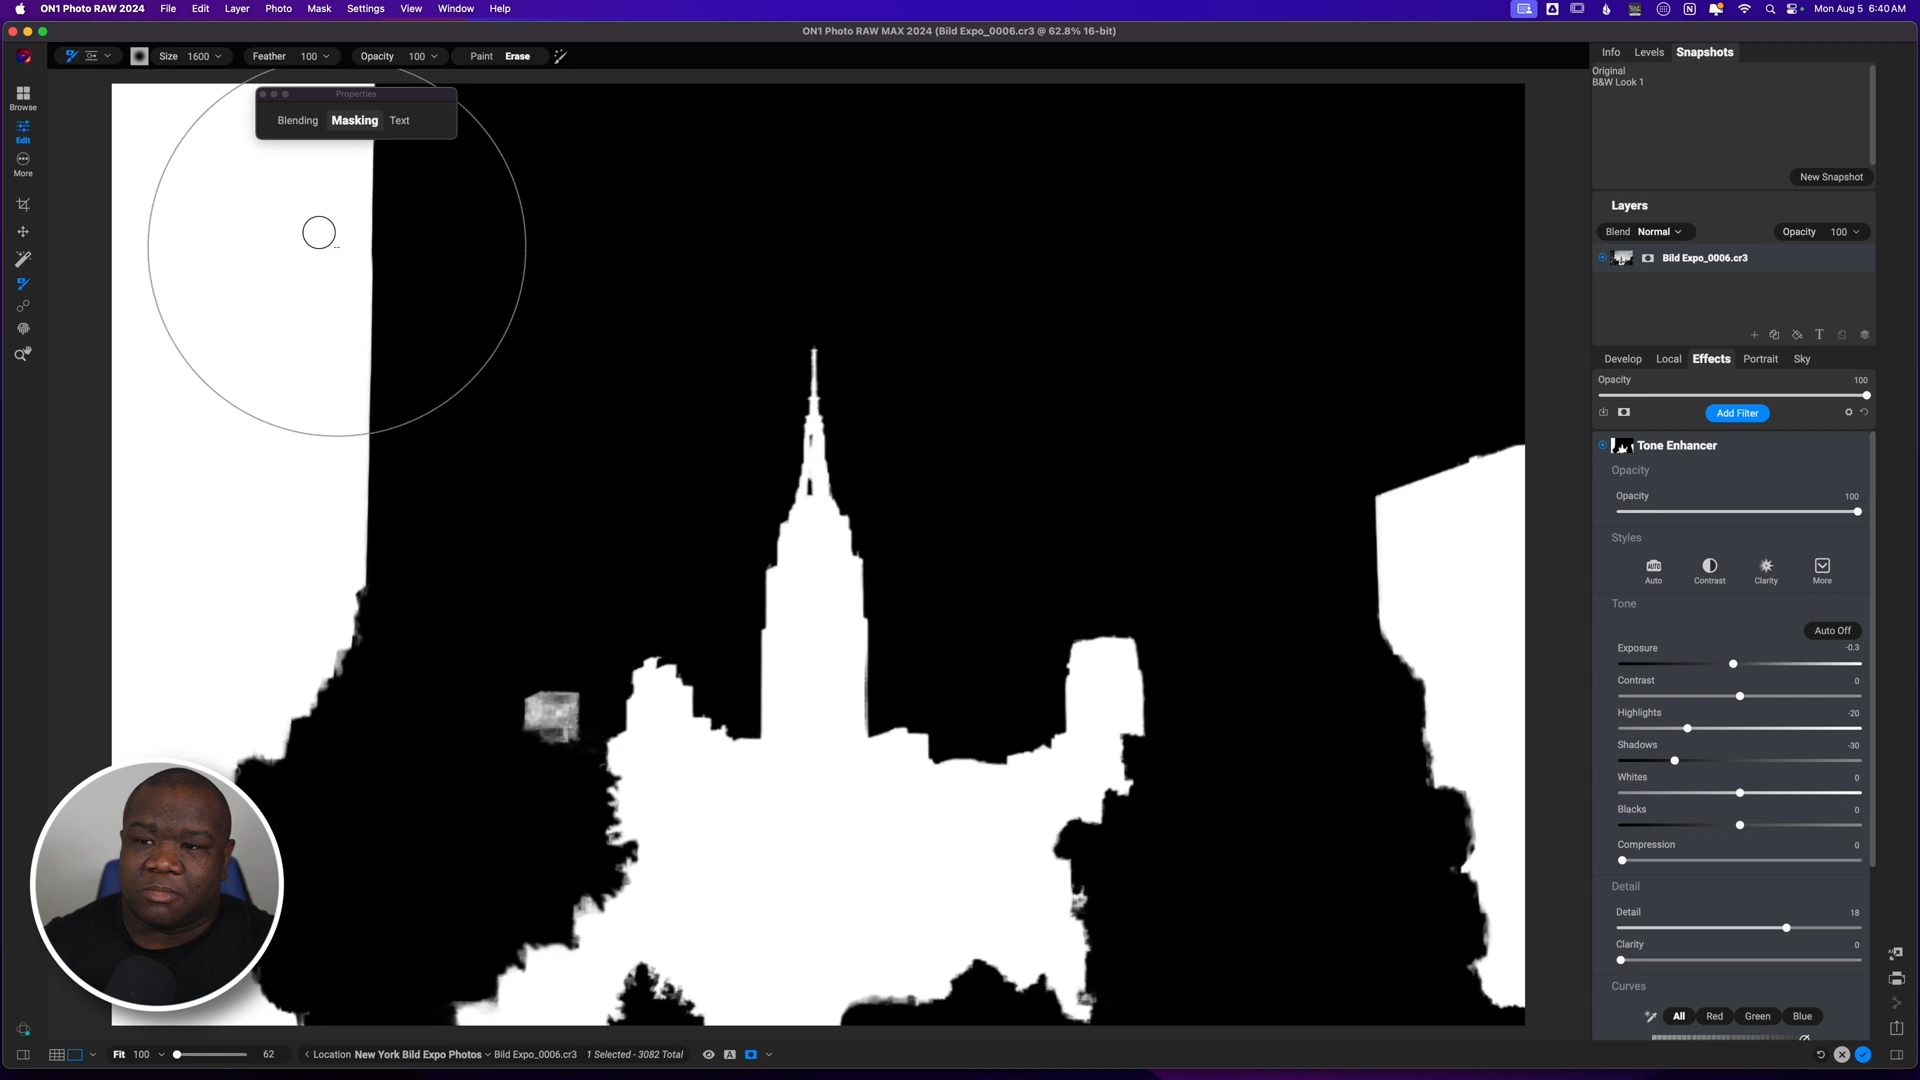 ON1 Photo RAW 2024 File Edit Layer Photo Mask Settings View Window Help Mon Aug 5 6:40 AM
ON1 Photo RAW MAX 2024 (Bild Expo_0006.cr3 @ 62.8% 16-bit)
Size 1600 Feather 100 Opacity 100 Paint Erase
Info Levels Snapshots
Original
B&W Look 1
Properties
Blending Masking Text
Browse
Edit
More
New Snapshot
Layers
Blend Normal Opacity 100
Bild Expo_0006.cr3
Develop Local Effects Portrait Sky
Opacity 100
Add Filter
Tone Enhancer
Opacity
Opacity 100
Styles
AUTO
Auto Contrast Clarity More
Tone
Auto Off
Exposure -0.3
Contrast 0
Highlights -20
Shadows -30
Whites 0
Blacks 0
Compression 0
Detail
Detail 18
Clarity 0
Curves
All Red Green Blue
Fit 100 62 Location New York Bild Expo Photos Bild Expo_0006.cr3 1 Selected - 3082 Total A